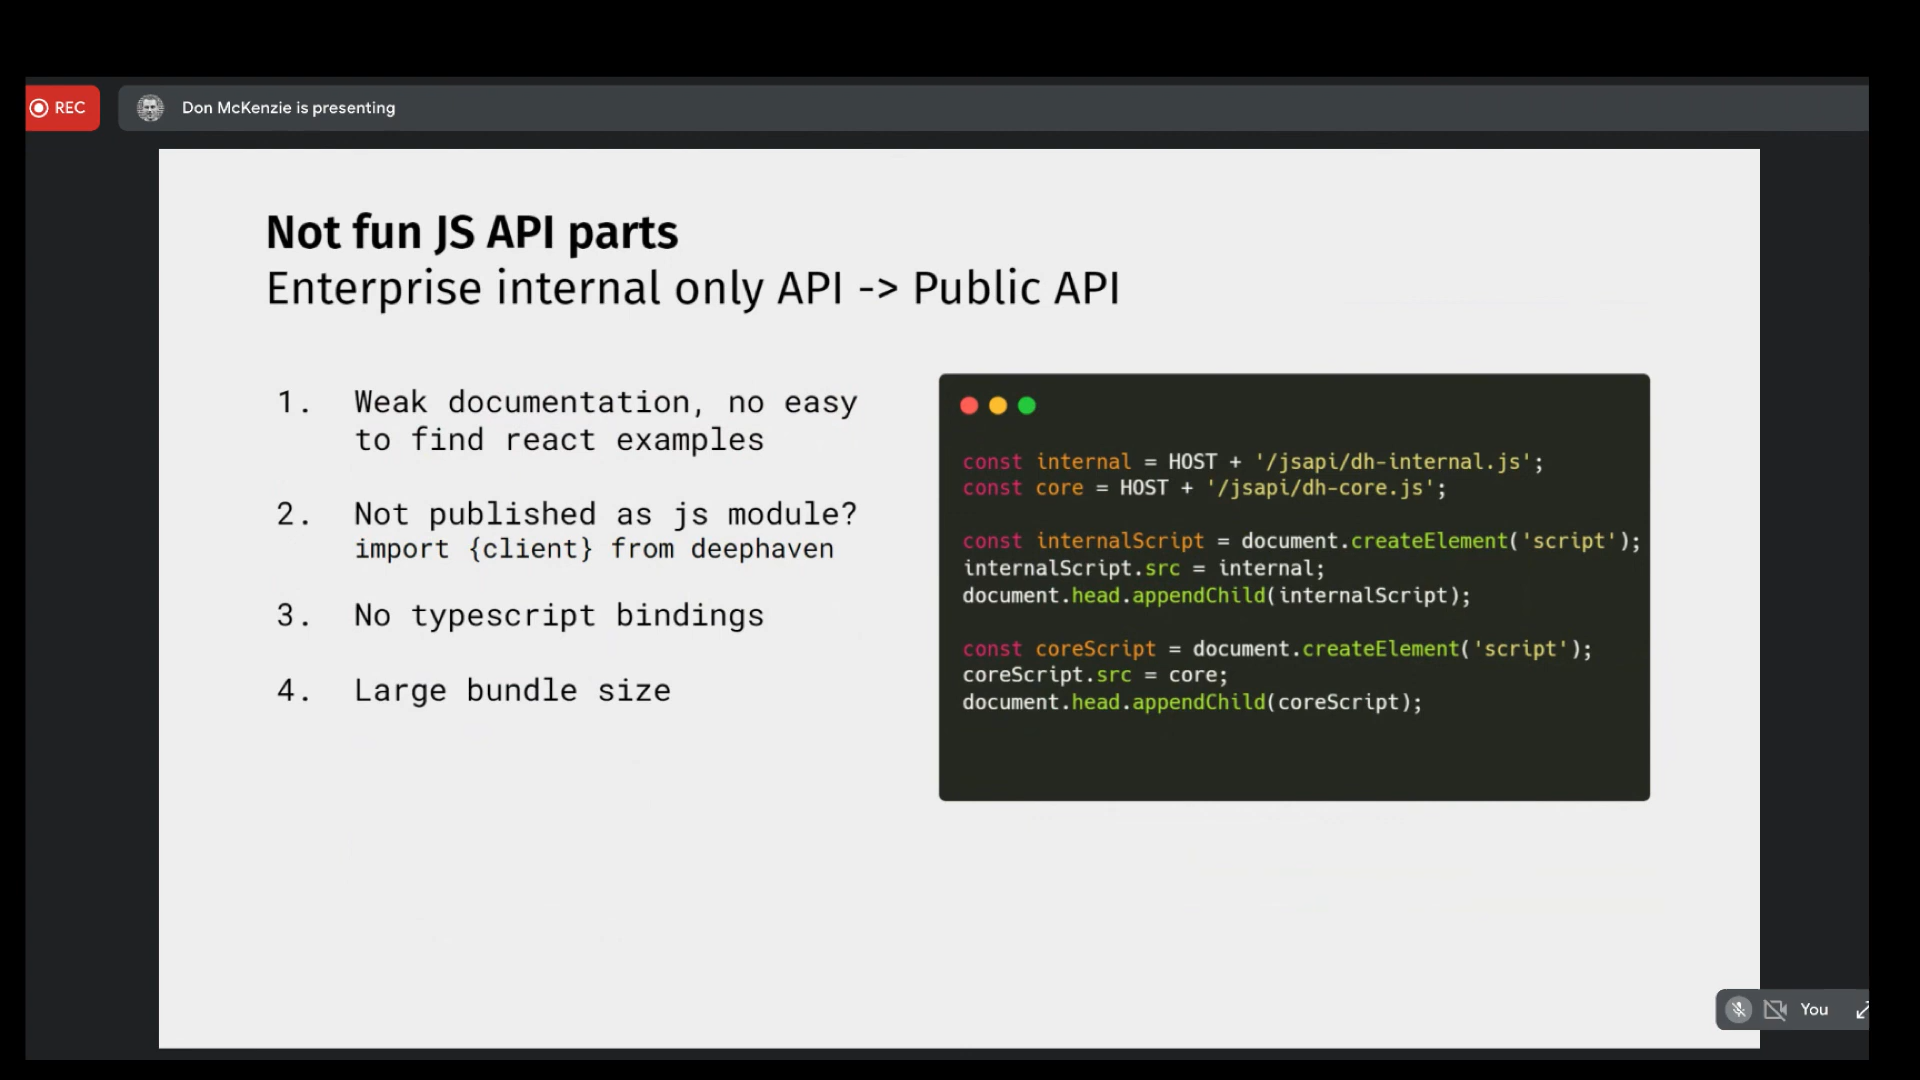 REC
Don McKenzie is presenting
Not fun JS API parts
Enterprise internal only API -> Public API
1. Weak documentation, no easy
to find react examples
2. Not published as js module?
import {client} from deephaven
3. No typescript bindings
4. Large bundle size
const internal = HOST + '/jsapi/dh-internal.js';
const core = HOST + '/jsapi/dh-core.js';
const internalScript = document.createElement('script');
internalScript.src = internal;
document.head.appendChild(internalScript);
const coreScript = document.createElement('script');
coreScript.src = core;
document.head.appendChild(coreScript);
You